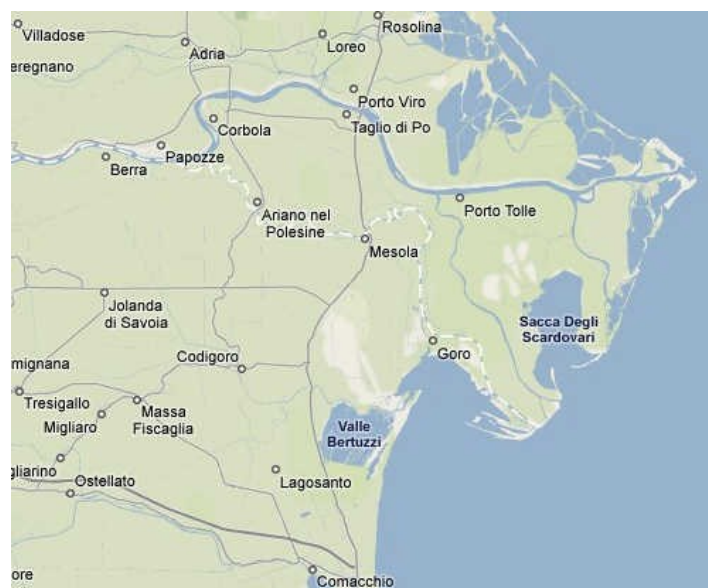 Villadose
Rosolina
Loreo
Adria
eregnano
Porto Viro
Taglio di Po
Corbola
Papozze
Berra
Ariano nel
Polesine
Porto Tolle
Mesola
Jolanda
di Savoia
Sacca Degli
Scardovari
Goro
Codigoro
mignana
Tresigallo
Massa
Fiscaglia
Migliaro
Valle
Bertuzzi
gliarino
Ostellato
Lagosanto
ore
Comacchio